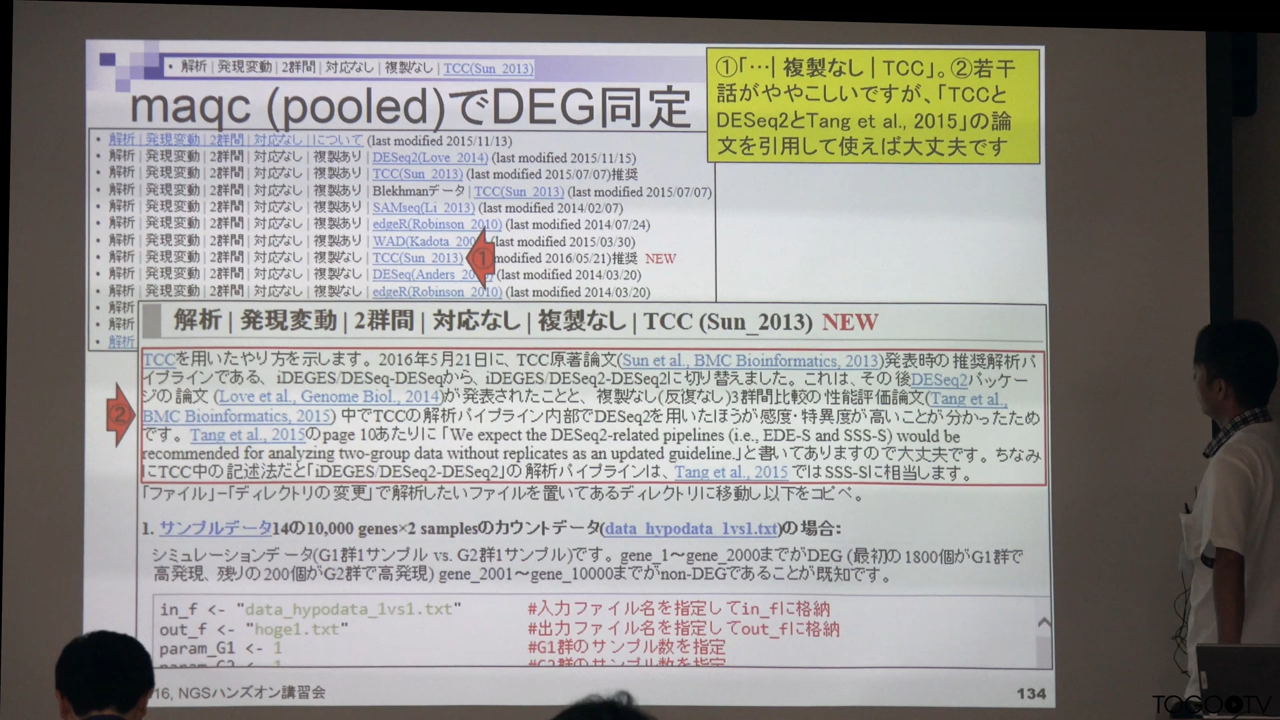 • 解析 | 発現変動 | 2群間 | 対応なし | 複製なし | TCC(Sun_2013)
maqc (pooled)でDEG同定
①「…| 複製なし | TCC」。②若干
話がややこしいですが、「TCCと
DESeq2とTang et al., 2015」の論
文を引用して使えば大丈夫です
• 解析 | 発現変動 | 2群間 | 対応なし | について (last modified 2015/11/13)
• 解析 | 発現変動 | 2群間 | 対応なし | 複製あり | DESeq2(Love_2014) (last modified 2015/11/15)
• 解析 | 発現変動 | 2群間 | 対応なし | 複製あり | TCC(Sun_2013) (last modified 2015/07/07)推奨
• 解析 | 発現変動 | 2群間 | 対応なし | 複製あり | Blekhmanデータ | TCC(Sun_2013) (last modified 2015/07/07)
• 解析 | 発現変動 | 2群間 | 対応なし | 複製あり | SAMseq(Li_2013) (last modified 2014/02/07)
• 解析 | 発現変動 | 2群間 | 対応なし | 複製あり | edgeR(Robinson_2010) (last modified 2014/07/24)
• 解析 | 発現変動 | 2群間 | 対応なし | 複製あり | WAD(Kadota_200 last modified 2015/03/30)
• 解析 | 発現変動 | 2群間 | 対応なし | 複製なし | TCC(Sun_2013) ① modified 2016/05/21)推奨 NEW
• 解析 | 発現変動 | 2群間 | 対応なし | 複製なし | DESeq(Anders_20 (last modified 2014/03/20)
• 解析 | 発現変動 | 2群間 | 対応なし | 複製なし | edgeR(Robinson_2010) (last modified 2014/03/20)
• 解析
• 解析
• 解析
解析 | 発現変動 | 2群間 | 対応なし | 複製なし | TCC (Sun_2013) NEW
TCCを用いたやり方を示します。2016年5月21日に、TCC原著論文(Sun et al., BMC Bioinformatics, 2013)発表時の推奨解析パ
イプラインである、iDEGES/DESeq-DESeqから、iDEGES/DESeq2-DESeq2に切り替えました。これは、その後DESeq2パッケー
ジの論文 (Love et al., Genome Biol., 2014)が発表されたことと、複製なし(反復なし)3群間比較の性能評価論文(Tang et al.,
② BMC Bioinformatics, 2015) 中でTCCの解析パイプライン内部でDESeq2を用いたほうが感度・特異度が高いことが分かったため
です。Tang et al., 2015のpage 10あたりに「We expect the DESeq2-related pipelines (i.e., EDE-S and SSS-S) would be
recommended for analyzing two-group data without replicates as an updated guideline.」と書いてありますので大丈夫です。ちなみ
にTCC中の記述法だと「iDEGES/DESeq2-DESeq2」の解析パイプラインは、Tang et al., 2015 ではSSS-Sに相当します。
「ファイル」−「ディレクトリの変更」で解析したいファイルを置いてあるディレクトリに移動し以下をコピペ。
1. サンプルデータ14の10,000 genes×2 samplesのカウントデータ(data_hypodata_1vs1.txt)の場合:
シミュレーションデータ(G1群1サンプル vs. G2群1サンプル)です。gene_1～gene_2000までがDEG (最初の1800個がG1群で
高発現、残りの200個がG2群で高発現) gene_2001～gene_10000までがnon-DEGであることが既知です。
in_f <- "data_hypodata_1vs1.txt" #入力ファイル名を指定してin_fに格納
out_f <- "hoge1.txt" #出力ファイル名を指定してout_fに格納
param_G1 <- 1 #G1群のサンプル数を指定
param_G2 <- 1 #G2群のサンプル数を指定
16, NGSハンズオン講習会
134
TOGOTV